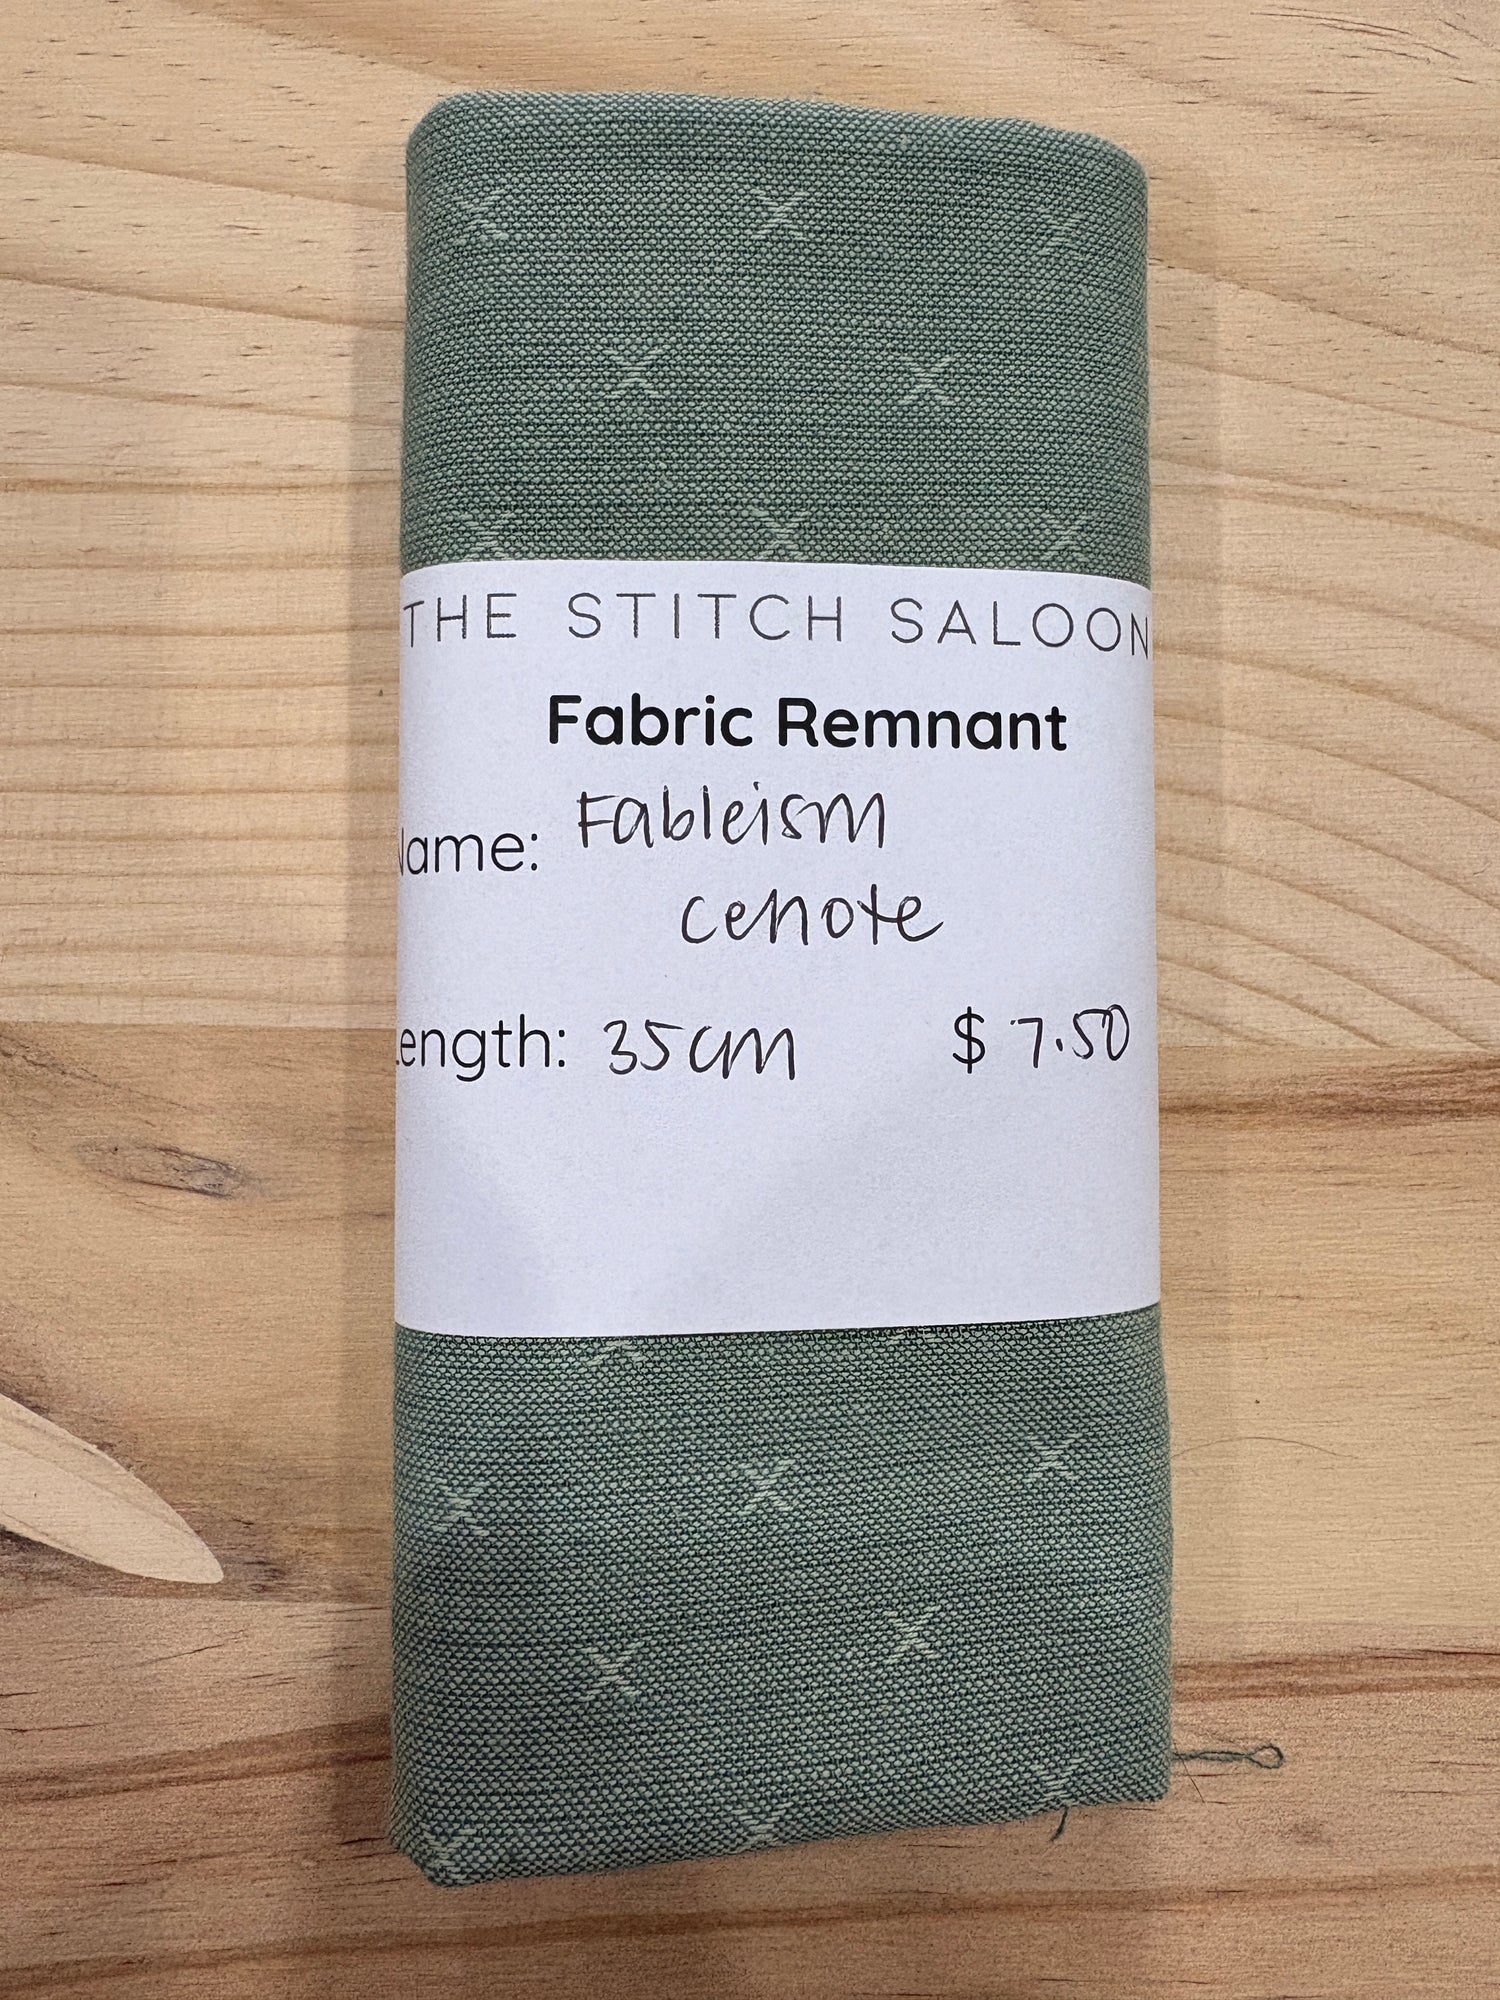 THE STITCH SALOON
Fabric Remnant
Name: Fableism
cenote
Length: 35cm $ 7.50